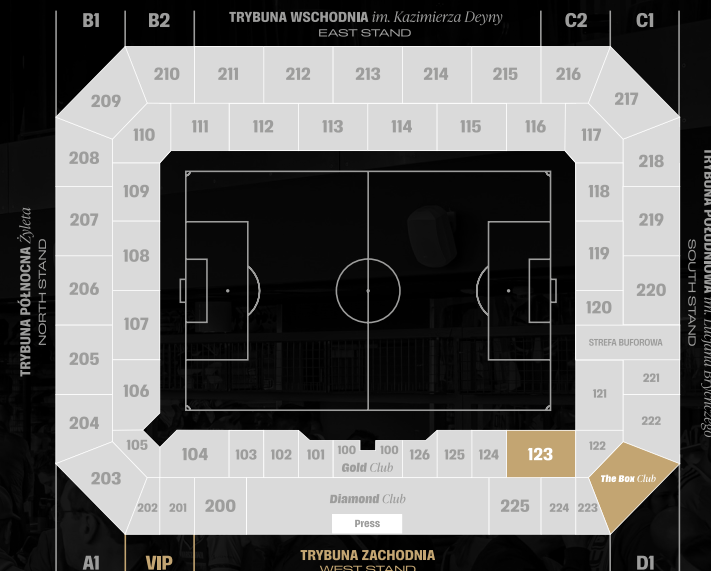 B1
B2
TRYBUNA WSCHODNIA im. Kazimierza Deyny
EAST STAND
C2
C1
209
210
211
212
213
214
215
216
217
110
111
112
113
114
115
116
117
208
218
109
118
207
219
108
119
206
220
107
120
TRYBUNA PÓŁNOCNA Żyleta
NORTH STAND
TRYBUNA POŁUDNIOWA im. Lucjana Brychczego
SOUTH STAND
STREFA BUFOROWA
205
221
106
121
204
222
105
104
103
102
101
100
100
126
125
124
123
122
Gold Club
203
The Box Club
202
201
200
Diamond Club
225
224
223
Press
A1
VIP
TRYBUNA ZACHODNIA
WEST STAND
D1